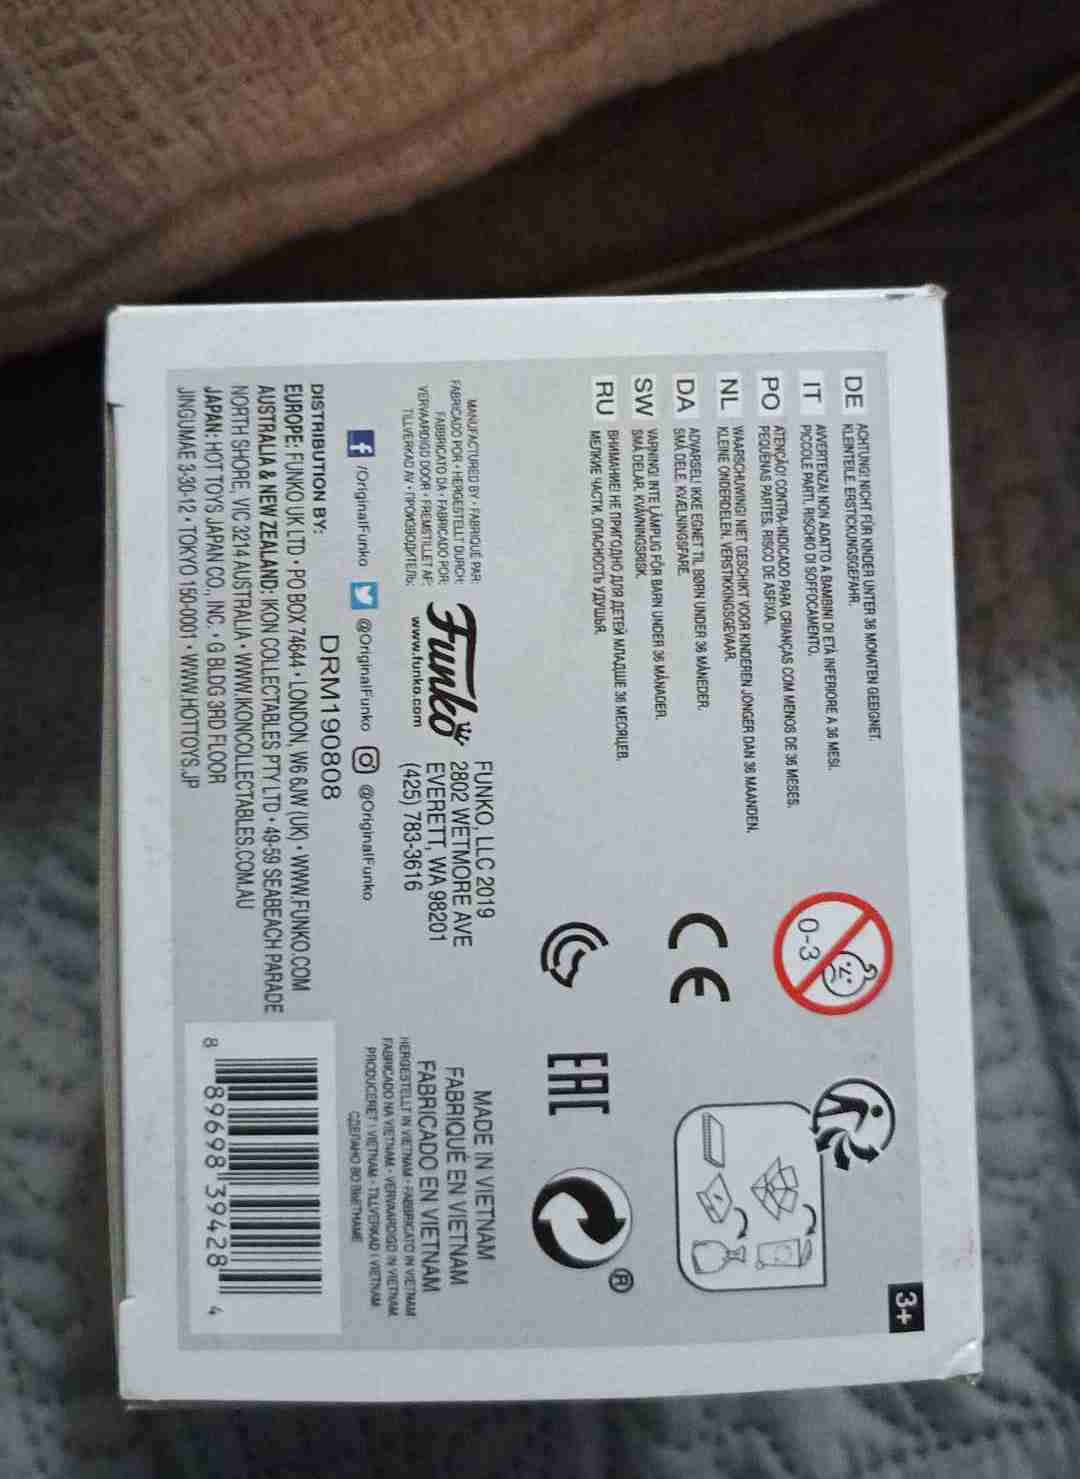 3+
DE ACHTUNG! NICHT FÜR KINDER UNTER 36 MONATEN GEEIGNET.
KLEINTEILE. ERSTICKUNGSGEFAHR.
IT AVVERTENZA! NON ADATTO A BAMBINI DI ETÀ INFERIORE A 36 MESI.
PICCOLE PARTI. RISCHIO DI SOFFOCAMENTO.
PO ATENÇÃO! CONTRA-INDICADO PARA CRIANÇAS COM MENOS DE 36 MESES.
PEQUENAS PARTES. RISCO DE ASFIXIA.
NL WAARSCHUWING! NIET GESCHIKT VOOR KINDEREN JONGER DAN 36 MAANDEN.
KLEINE ONDERDELEN. VERSTIKKINGSGEVAAR.
DA ADVARSEL! IKKE EGNET TIL BØRN UNDER 36 MÅNEDER.
SMÅ DELE. KVÆLNINGSFARE.
SW VARNING! INTE LÄMPLIG FÖR BARN UNDER 36 MÅNADER.
SMÅ DELAR. KVÄVNINGSRISK.
RU ВНИМАНИЕ! НЕ ПРИГОДНО ДЛЯ ДЕТЕЙ МЛАДШЕ 36 МЕСЯЦЕВ.
МЕЛКИЕ ЧАСТИ. ОПАСНОСТЬ УДУШЬЯ.
0-3
CE
EAC
®
MANUFACTURED BY • FABRIQUÉ PAR:
FABRICADO POR • HERGESTELLT DURCH:
FABBRICATO DA • FABRICADO POR:
VERVAARDIGD DOOR • FREMSTILLET AF:
TILLVERKAD AV • ПРОИЗВОДИТЕЛЬ:
Funko
www.funko.com
FUNKO, LLC 2019
2802 WETMORE AVE
EVERETT, WA 98201
(425) 783-3616
MADE IN VIETNAM
FABRIQUÉ EN VIETNAM
FABRICADO EN VIETNAM
HERGESTELLT IN VIETNAM • FABBRICATO IN VIETNAM
FABRICADO NA VIETNAM • VERVAARDIGD IN VIETNAM
PRODUCERET I VIETNAM • TILLVERKAD I VIETNAM
СДЕЛАНО ВО ВЬЕТНАМЕ
f /OriginalFunko @OriginalFunko @OriginalFunko
DRM190808
DISTRIBUTION BY:
EUROPE: FUNKO UK LTD • PO BOX 74644 • LONDON, W6 6JW (UK) • WWW.FUNKO.COM
AUSTRALIA & NEW ZEALAND: IKON COLLECTABLES PTY LTD • 49-59 SEABEACH PARADE
NORTH SHORE, VIC 3214 AUSTRALIA • WWW.IKONCOLLECTABLES.COM.AU
JAPAN: HOT TOYS JAPAN CO., INC. • G BLDG 3RD FLOOR
JINGUMAE 3-30-12 • TOKYO 150-0001 • WWW.HOTTOYS.JP
8 89698 39428 4